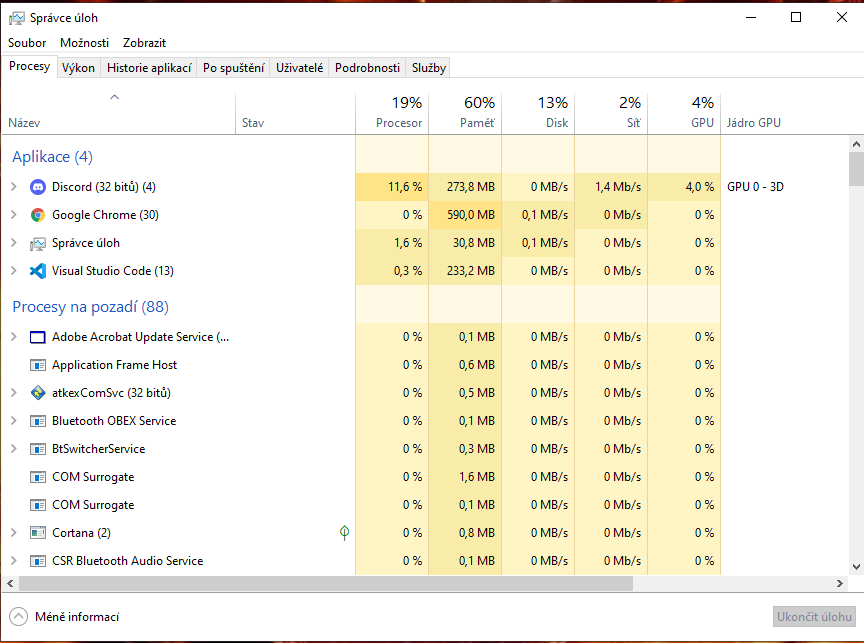 Správce úloh
Soubor Možnosti Zobrazit
Procesy Výkon Historie aplikací Po spuštění Uživatelé Podrobnosti Služby
19% 60% 13% 2% 4%
Název Stav Procesor Paměť Disk Síť GPU Jádro GPU
Aplikace (4)
Discord (32 bitů) (4) 11,6 % 273,8 MB 0 MB/s 1,4 Mb/s 4,0 % GPU 0 - 3D
Google Chrome (30) 0 % 590,0 MB 0,1 MB/s 0 Mb/s 0 %
Správce úloh 1,6 % 30,8 MB 0,1 MB/s 0 Mb/s 0 %
Visual Studio Code (13) 0,3 % 233,2 MB 0 MB/s 0 Mb/s 0 %
Procesy na pozadí (88)
Adobe Acrobat Update Service (... 0 % 0,1 MB 0 MB/s 0 Mb/s 0 %
Application Frame Host 0 % 0,6 MB 0 MB/s 0 Mb/s 0 %
atkexComSvc (32 bitů) 0 % 0,5 MB 0 MB/s 0 Mb/s 0 %
Bluetooth OBEX Service 0 % 0,1 MB 0 MB/s 0 Mb/s 0 %
BtSwitcherService 0 % 0,3 MB 0 MB/s 0 Mb/s 0 %
COM Surrogate 0 % 1,6 MB 0 MB/s 0 Mb/s 0 %
COM Surrogate 0 % 0,1 MB 0 MB/s 0 Mb/s 0 %
Cortana (2) 0 % 0,8 MB 0 MB/s 0 Mb/s 0 %
CSR Bluetooth Audio Service 0 % 0,1 MB 0 MB/s 0 Mb/s 0 %
Méně informací Ukončit úlohu